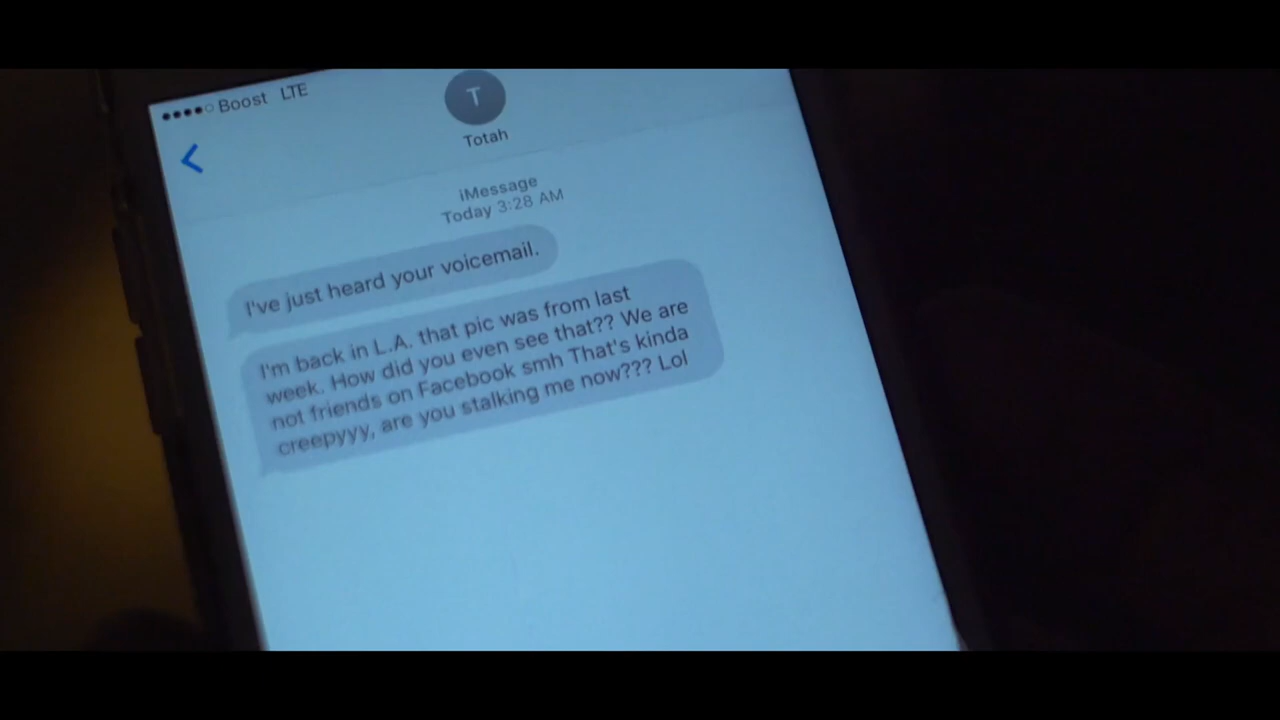 Boost LTE
T
Totah
iMessage
Today 3:28 AM
I've just heard your voicemail.
I'm back in L.A. that pic was from last
week. How did you even see that?? We are
not friends on Facebook smh That's kinda
creepyyy, are you stalking me now??? Lol